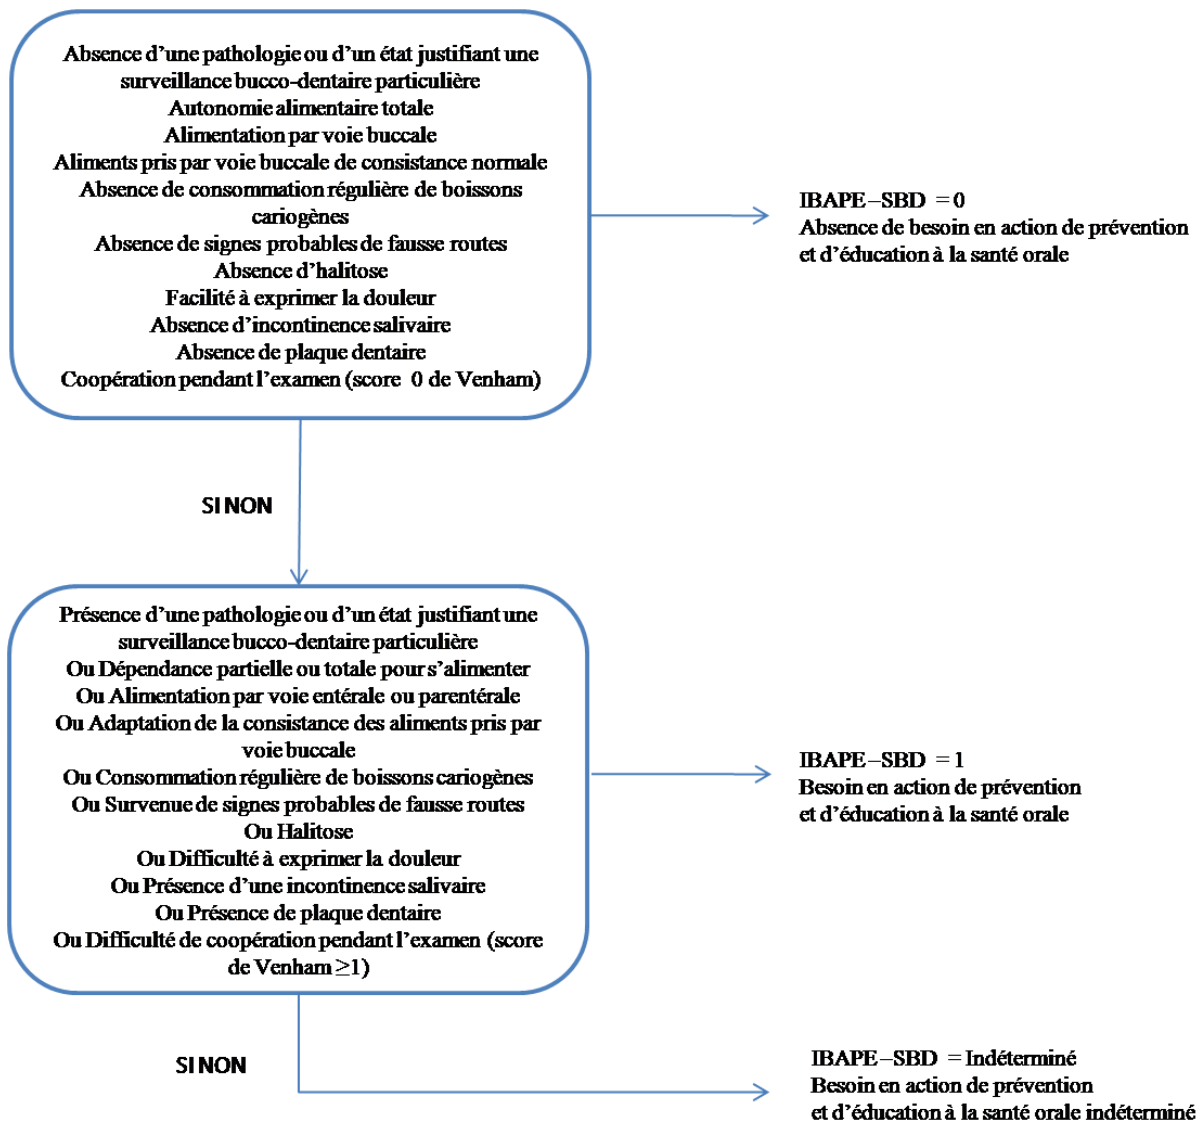 Absence d’une pathologie ou d’un état justifiant une
surveillance bucco-dentaire particulière
Autonomie alimentaire totale
Alimentation par voie buccale
Aliments pris par voie buccale de consistance normale
Absence de consommation régulière de boissons
cariogènes
Absence de signes probables de fausse routes
Absence d’halitose
Facilité à exprimer la douleur
Absence d’incontinence salivaire
Absence de plaque dentaire
Coopération pendant l’examen (score 0 de Venham)
IBAPE–SBD = 0
Absence de besoin en action de prévention
et d’éducation à la santé orale
SI NON
Présence d’une pathologie ou d’un état justifiant une
surveillance bucco-dentaire particulière
Ou Dépendance partielle ou totale pour s’alimenter
Ou Alimentation par voie entérale ou parentérale
Ou Adaptation de la consistance des aliments pris par
voie buccale
Ou Consommation régulière de boissons cariogènes
Ou Survenue de signes probables de fausse routes
Ou Halitose
Ou Difficulté à exprimer la douleur
Ou Présence d’une incontinence salivaire
Ou Présence de plaque dentaire
Ou Difficulté de coopération pendant l’examen (score
de Venham ≥1)
IBAPE–SBD = 1
Besoin en action de prévention
et d’éducation à la santé orale
SI NON
IBAPE–SBD = Indéterminé
Besoin en action de prévention
et d’éducation à la santé orale indéterminé